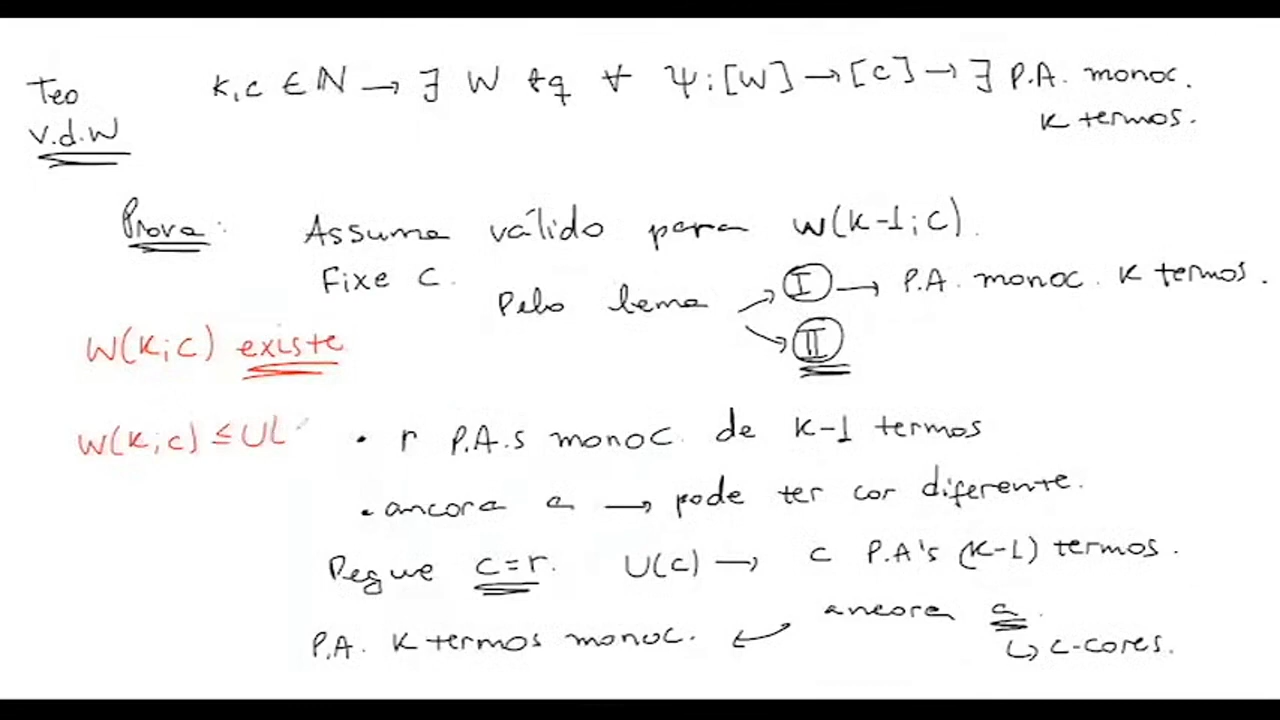 Teo
V.d.W
K,C ∈ ℕ → ∃ W tq ∀ ψ:[W] → [c] → ∃ P.A. monoc.
K termos.
Prova: Assuma válido para W(K-1;C).
Fixe C.
Pelo lema
I → P.A. monoc. K termos.
II
W(K;C) existe
W(K;C) ≤ U(
• r P.A.s monoc. de K-1 termos
• ancora a → pode ter cor diferente.
Pegue c=r. U(c) → c P.A's (K-1) termos.
ancora a.
↳ c-cores.
P.A. K termos monoc. ←